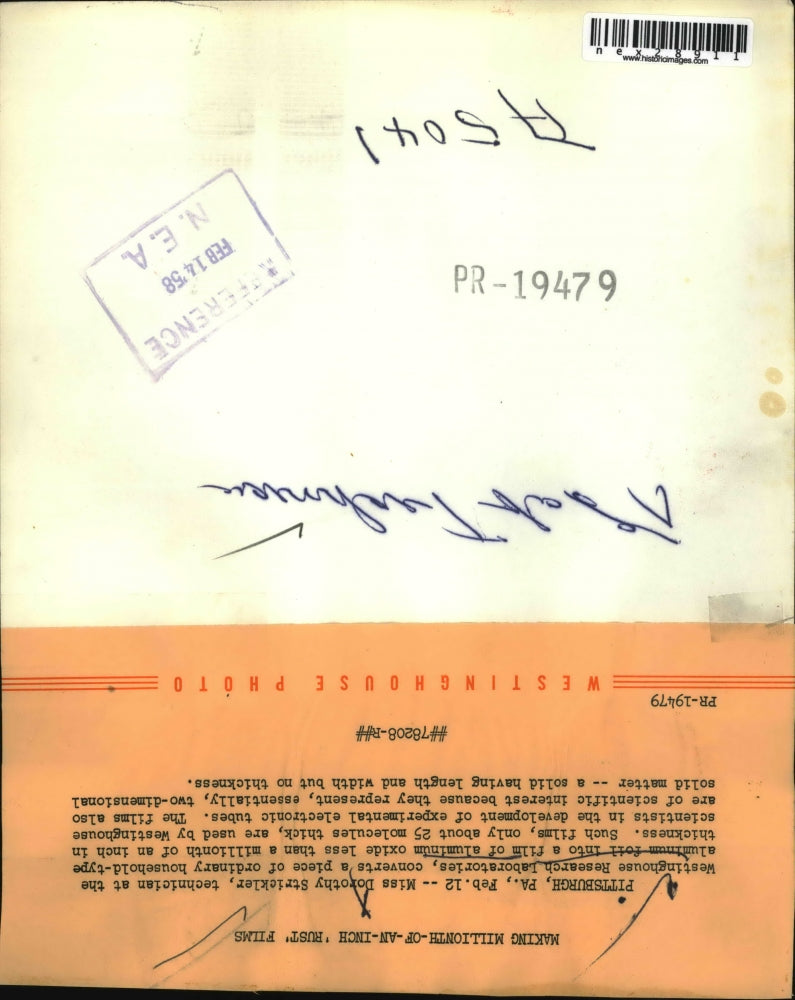 nex28911
www.historicimages.com
A5041
REFERENCE
FEB 14 '58
N. E. A.
PR-19479
MAKING MILLIONTH-OF-AN-INCH 'RUST' FILMS
PITTSBURGH, PA., Feb. 12 -- Miss Dorothy Strickler, technician at the
Westinghouse Research Laboratories, converts a piece of ordinary household-type
aluminum foil into a film of aluminum oxide less than a millionth of an inch in
thickness. Such films, only about 25 molecules thick, are used by Westinghouse
scientists in the development of experimental electronic tubes. The films also
are of scientific interest because they represent, essentially, two-dimensional
solid matter -- a solid having length and width but no thickness.
##78208-R##
PR-19479
WESTINGHOUSE PHOTO